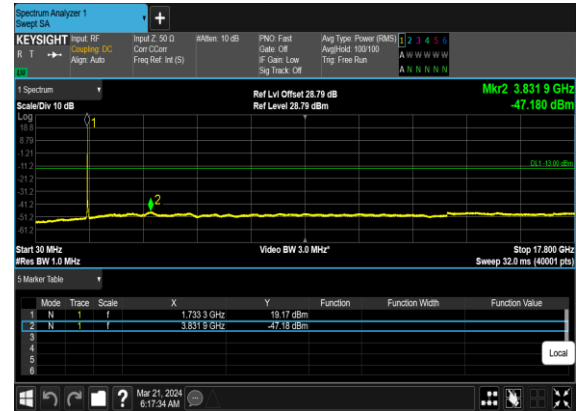 Spectrum Analyzer 1
Swept SA
+
KEYSIGHT Input: RF Input Z: 50 Ω #Atten: 10 dB PNO: Fast Avg Type: Power (RMS) 1 2 3 4 5 6
R T Coupling: DC Corr CCorr Gate: Off Avg|Hold: 100/100 A W W W W W
Align: Auto Freq Ref: Int (S) IF Gain: Low Trig: Free Run
Sig Track: Off A N N N N N
1 Spectrum Ref Lvl Offset 28.79 dB Mkr2 3.831 9 GHz
Scale/Div 10 dB Ref Level 28.79 dBm -47.180 dBm
Log
18.8
1
8.79
-1.21
-11.2
DL1 -13.00 dBm
-21.2
-31.2
2
-41.2
-51.2
-61.2
Start 30 MHz Video BW 3.0 MHz* Stop 17.800 GHz
#Res BW 1.0 MHz Sweep 32.0 ms (40001 pts)
5 Marker Table
Mode Trace Scale X Y Function Function Width Function Value
1 N 1 f 1.733 3 GHz 19.17 dBm
2 N 1 f 3.831 9 GHz -47.18 dBm
3
4
5
6
Local
? Mar 21, 2024
6:17:34 AM